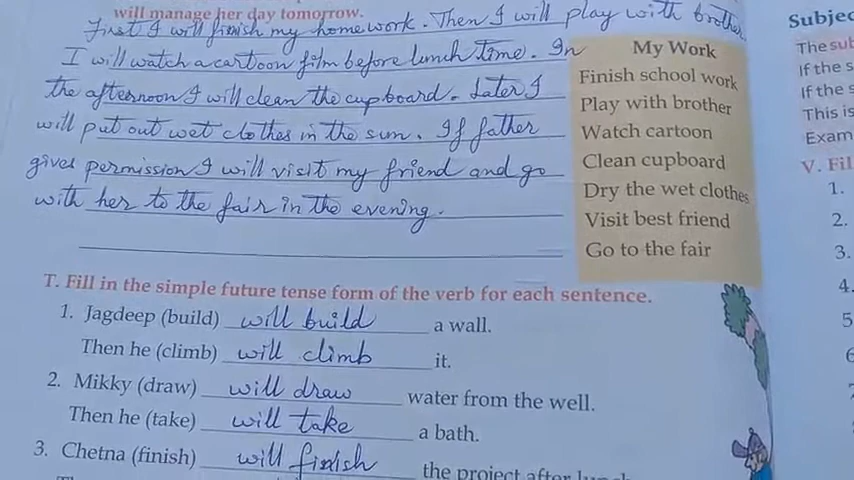 will manage her day tomorrow.
First I will finish my homework. Then I will play with brother.
I will watch a cartoon film before lunch time. In
the afternoon I will clean the cupboard. Later I
will put out wet clothes in the sun. If father
gives permission I will visit my friend and go
with her to the fair in the evening.
My Work
Finish school work
Play with brother
Watch cartoon
Clean cupboard
Dry the wet clothes
Visit best friend
Go to the fair
T. Fill in the simple future tense form of the verb for each sentence.
1. Jagdeep (build) will build a wall.
Then he (climb) will climb it.
2. Mikky (draw) will draw water from the well.
Then he (take) will take a bath.
3. Chetna (finish) will finish the project after lunch
Subjec
The sub
If the s
If the s
This is
Exam
V. Fil
1.
2.
3.
4.
5
6